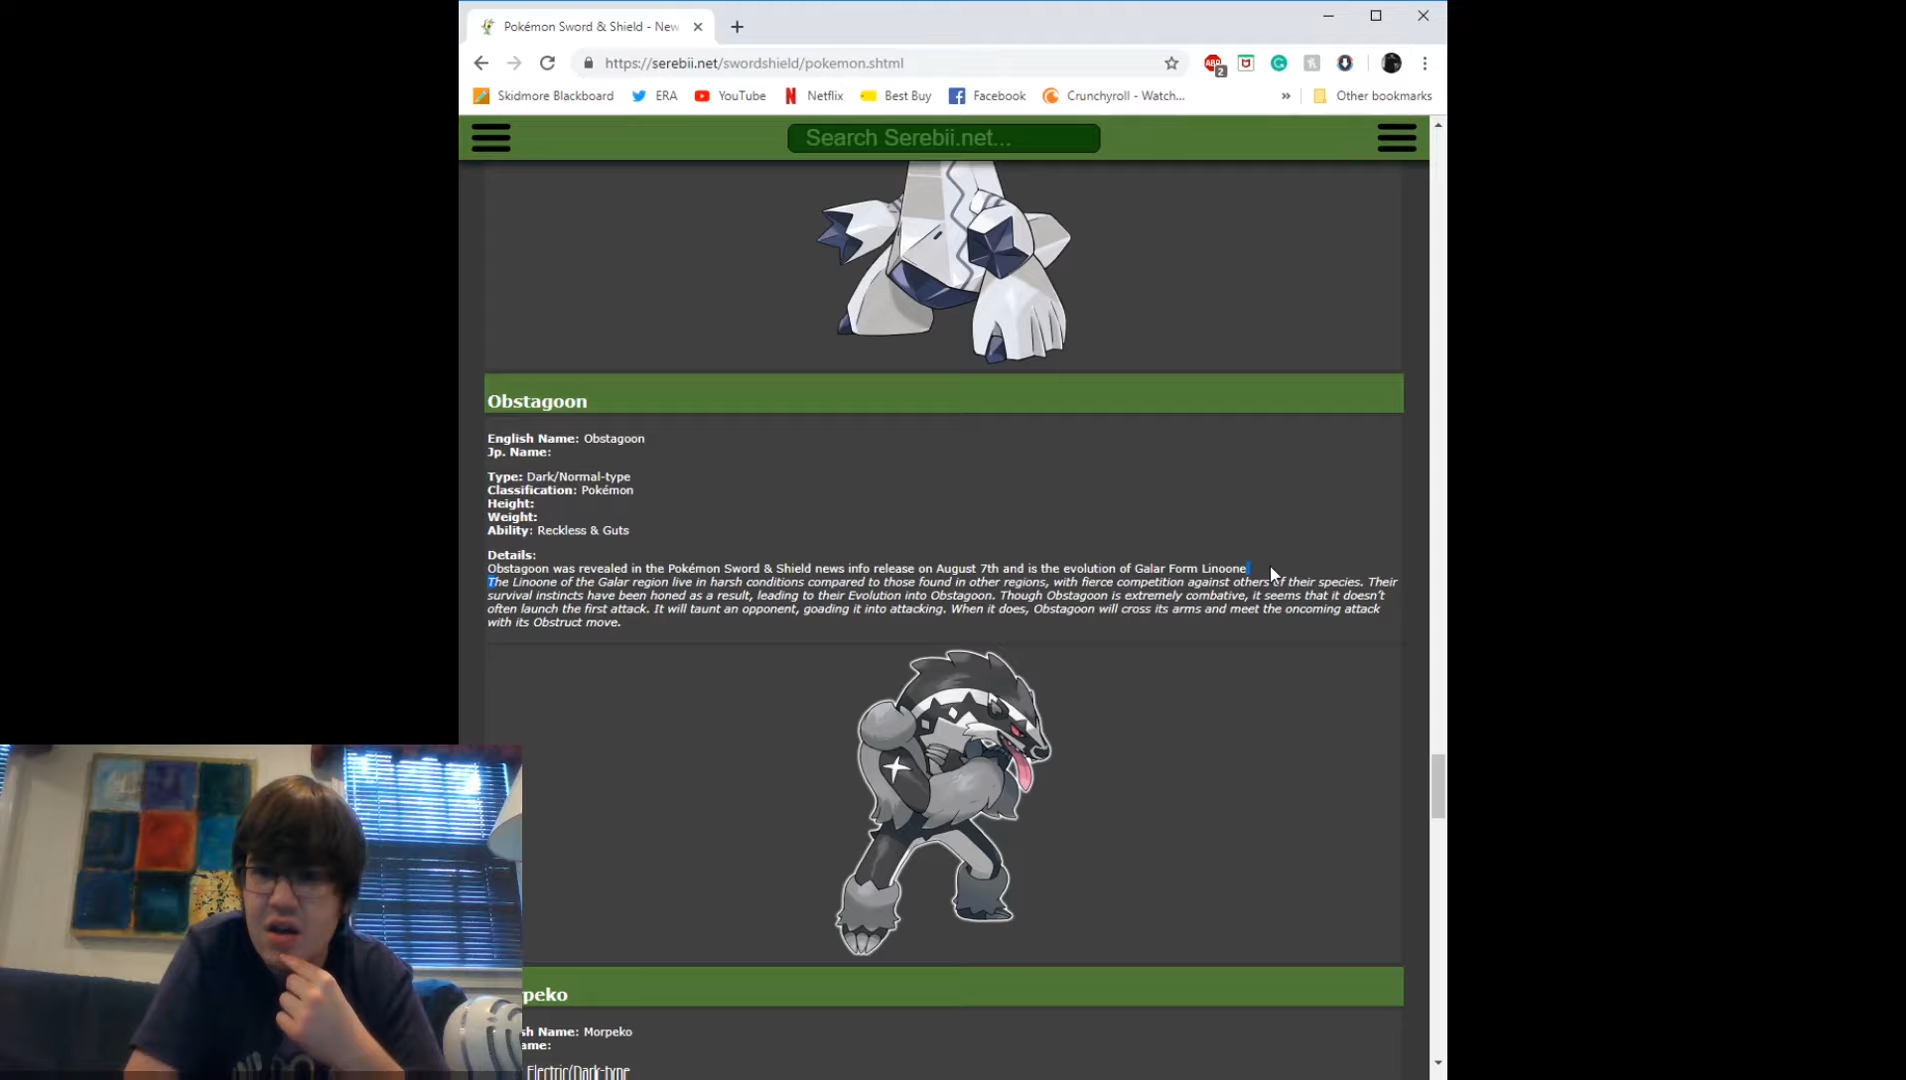 Pokémon Sword & Shield - New
https://serebii.net/swordshield/pokemon.shtml
2
Skidmore Blackboard ERA YouTube Netflix Best Buy Facebook Crunchyroll - Watch... » Other bookmarks
Search Serebii.net...
Obstagoon
English Name: Obstagoon
Jp. Name:
Type: Dark/Normal-type
Classification: Pokémon
Height:
Weight:
Ability: Reckless & Guts
Details:
Obstagoon was revealed in the Pokémon Sword & Shield news info release on August 7th and is the evolution of Galar Form Linoone
The Linoone of the Galar region live in harsh conditions compared to those found in other regions, with fierce competition against others of their species. Their
survival instincts have been honed as a result, leading to their Evolution into Obstagoon. Though Obstagoon is extremely combative, it seems that it doesn't
often launch the first attack. It will taunt an opponent, goading it into attacking. When it does, Obstagoon will cross its arms and meet the oncoming attack
with its Obstruct move.
peko
sh Name: Morpeko
ame:
Electric/Dark-type